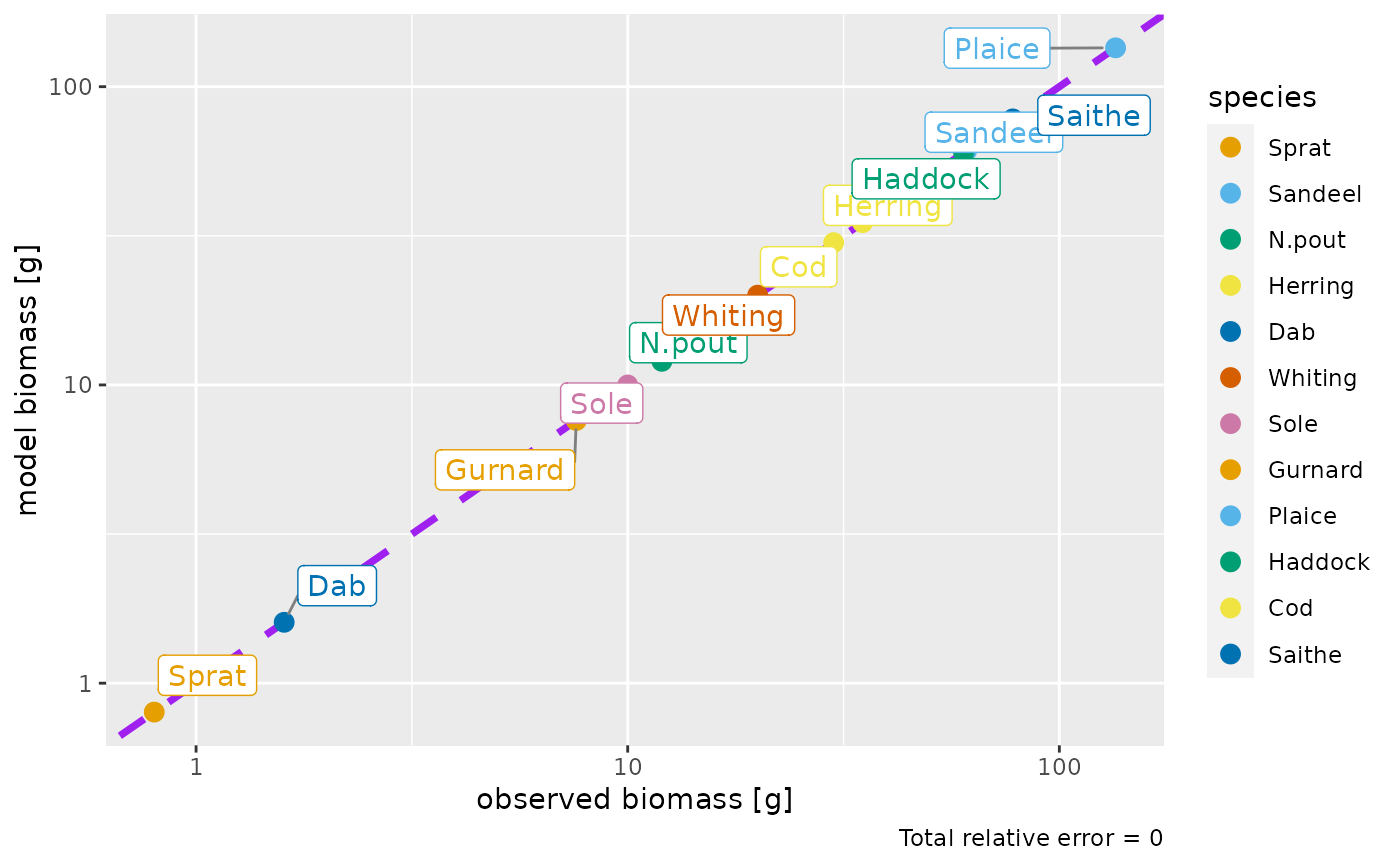 Plaice
100
Saithe
Sandeel
Haddock
Herring
Cod
Whiting
N.pout
10
Sole
Gurnard
Dab
Sprat
1
1
10
100
model biomass [g]
observed biomass [g]
Total relative error = 0
species
Sprat
Sandeel
N.pout
Herring
Dab
Whiting
Sole
Gurnard
Plaice
Haddock
Cod
Saithe